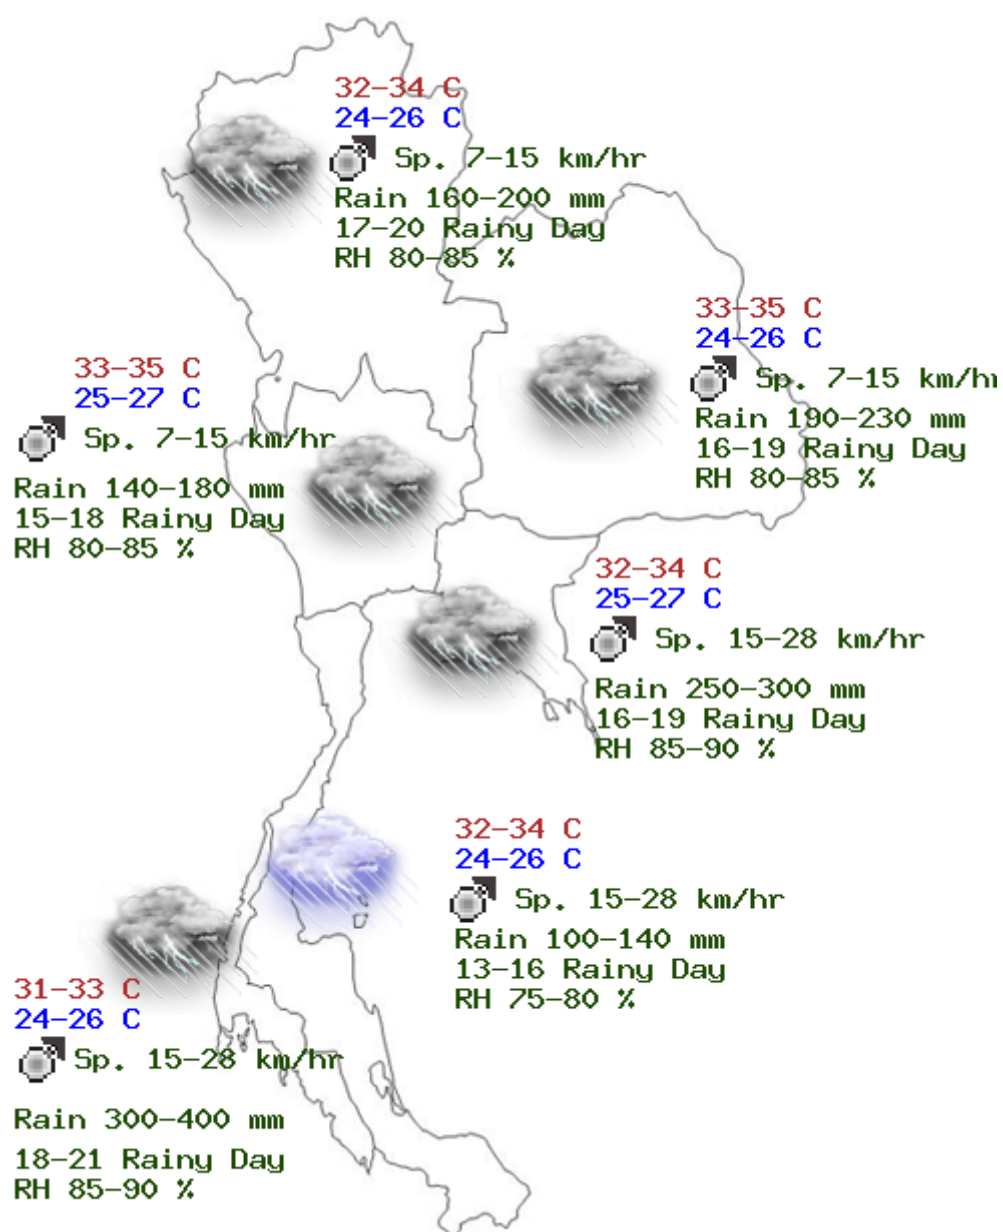 32-34 C
24-26 C
Sp. 7-15 km/hr
Rain 160-200 mm
17-20 Rainy Day
RH 80-85 %
33-35 C
24-26 C
Sp. 7-15 km/hr
Rain 190-230 mm
16-19 Rainy Day
RH 80-85 %
33-35 C
25-27 C
Sp. 7-15 km/hr
Rain 140-180 mm
15-18 Rainy Day
RH 80-85 %
32-34 C
25-27 C
Sp. 15-28 km/hr
Rain 250-300 mm
16-19 Rainy Day
RH 85-90 %
32-34 C
24-26 C
Sp. 15-28 km/hr
Rain 100-140 mm
13-16 Rainy Day
RH 75-80 %
31-33 C
24-26 C
Sp. 15-28 km/hr
Rain 300-400 mm
18-21 Rainy Day
RH 85-90 %